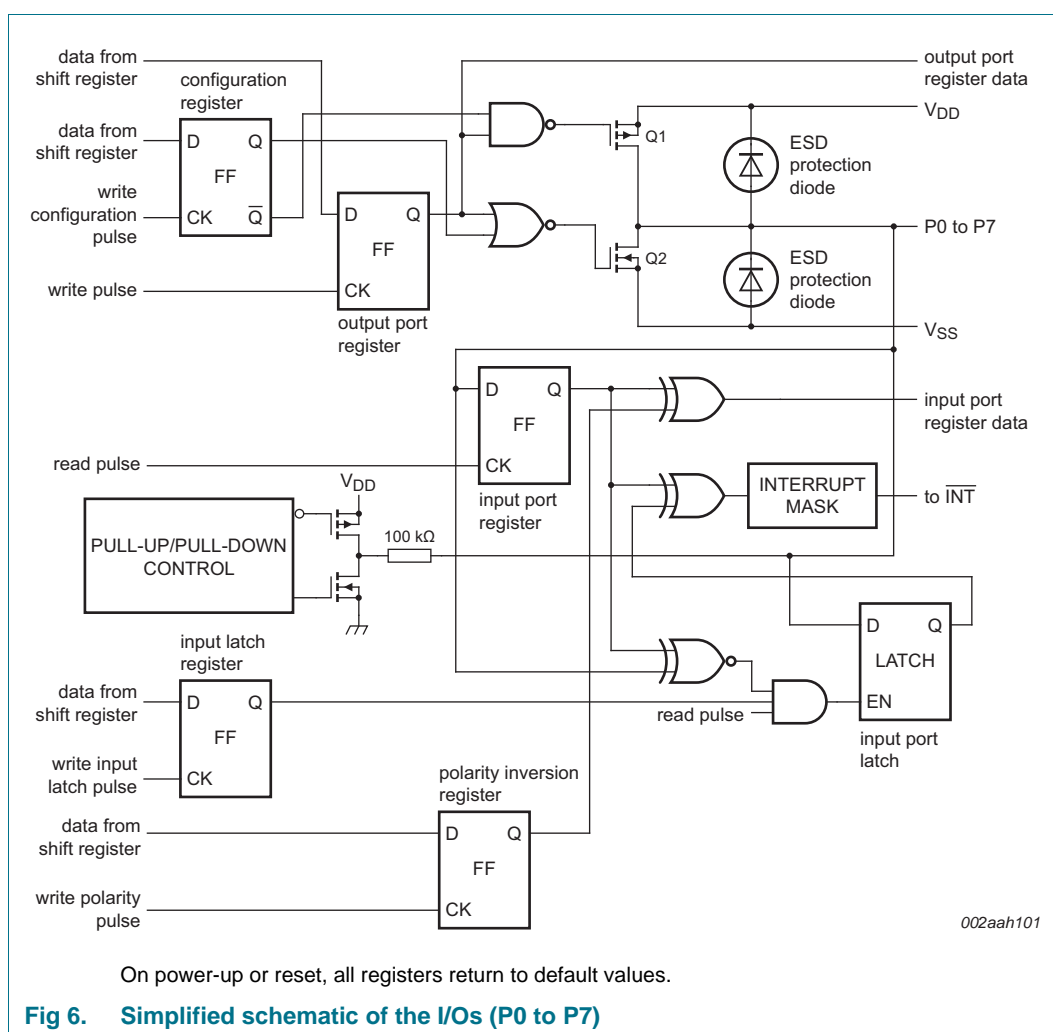 data from
shift register
configuration
register
output port
register data
data from
shift register
D
Q
FF
CK
Q̅
write
configuration
pulse
VDD
Q1
ESD
protection
diode
D
Q
FF
CK
output port
register
write pulse
P0 to P7
Q2
ESD
protection
diode
VSS
D
Q
FF
CK
input port
register
input port
register data
read pulse
VDD
INTERRUPT
MASK
to I̅N̅T̅
PULL-UP/PULL-DOWN
CONTROL
100 kΩ
input latch
register
D
Q
LATCH
EN
input port
latch
data from
shift register
D
Q
FF
CK
read pulse
write input
latch pulse
polarity inversion
register
data from
shift register
D
Q
FF
CK
write polarity
pulse
002aah101
On power-up or reset, all registers return to default values.
Fig 6. Simplified schematic of the I/Os (P0 to P7)